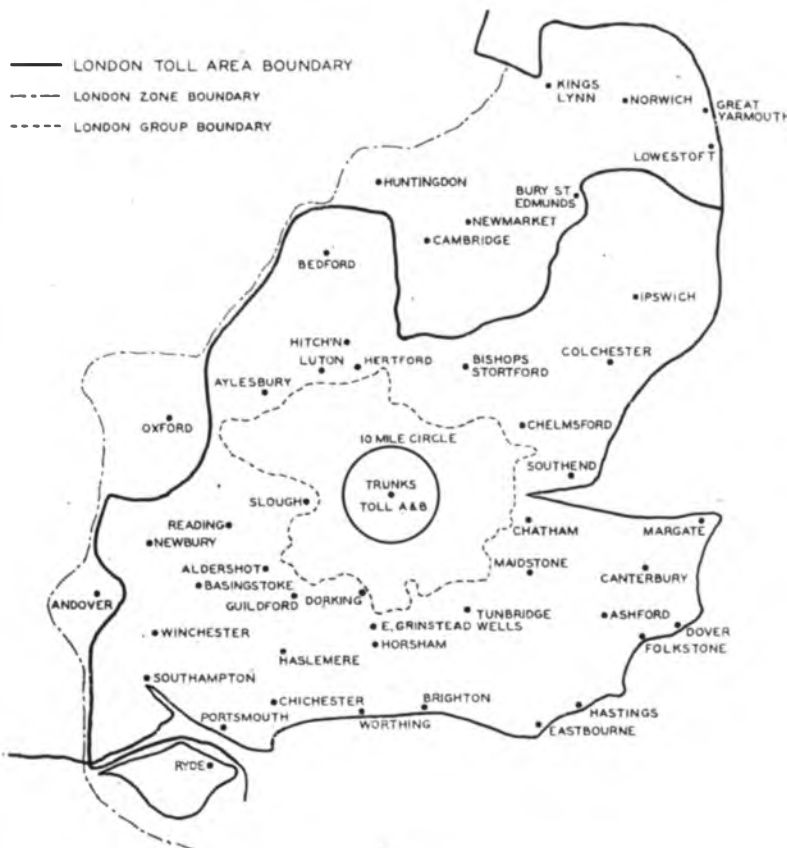 LONDON TOLL AREA BOUNDARY
LONDON ZONE BOUNDARY
LONDON GROUP BOUNDARY
KINGS
LYNN
NORWICH
GREAT
YARMOUTH
LOWESTOFT
HUNTINGDON
BURY ST.
EDMUNDS
NEWMARKET
CAMBRIDGE
BEDFORD
IPSWICH
HITCH'N
LUTON
HERTFORD
BISHOPS
STORTFORD
COLCHESTER
AYLESBURY
OXFORD
CHELMSFORD
10 MILE CIRCLE
SOUTHEND
TRUNKS
TOLL A&B
SLOUGH
READING
NEWBURY
CHATHAM
MARGATE
ALDERSHOT
BASINGSTOKE
GUILDFORD
DORKING
MAIDSTONE
CANTERBURY
ANDOVER
TUNBRIDGE
WELLS
E. GRINSTEAD
ASHFORD
DOVER
FOLKSTONE
WINCHESTER
HORSHAM
HASLEMERE
SOUTHAMPTON
CHICHESTER
BRIGHTON
PORTSMOUTH
WORTHING
HASTINGS
EASTBOURNE
RYDE